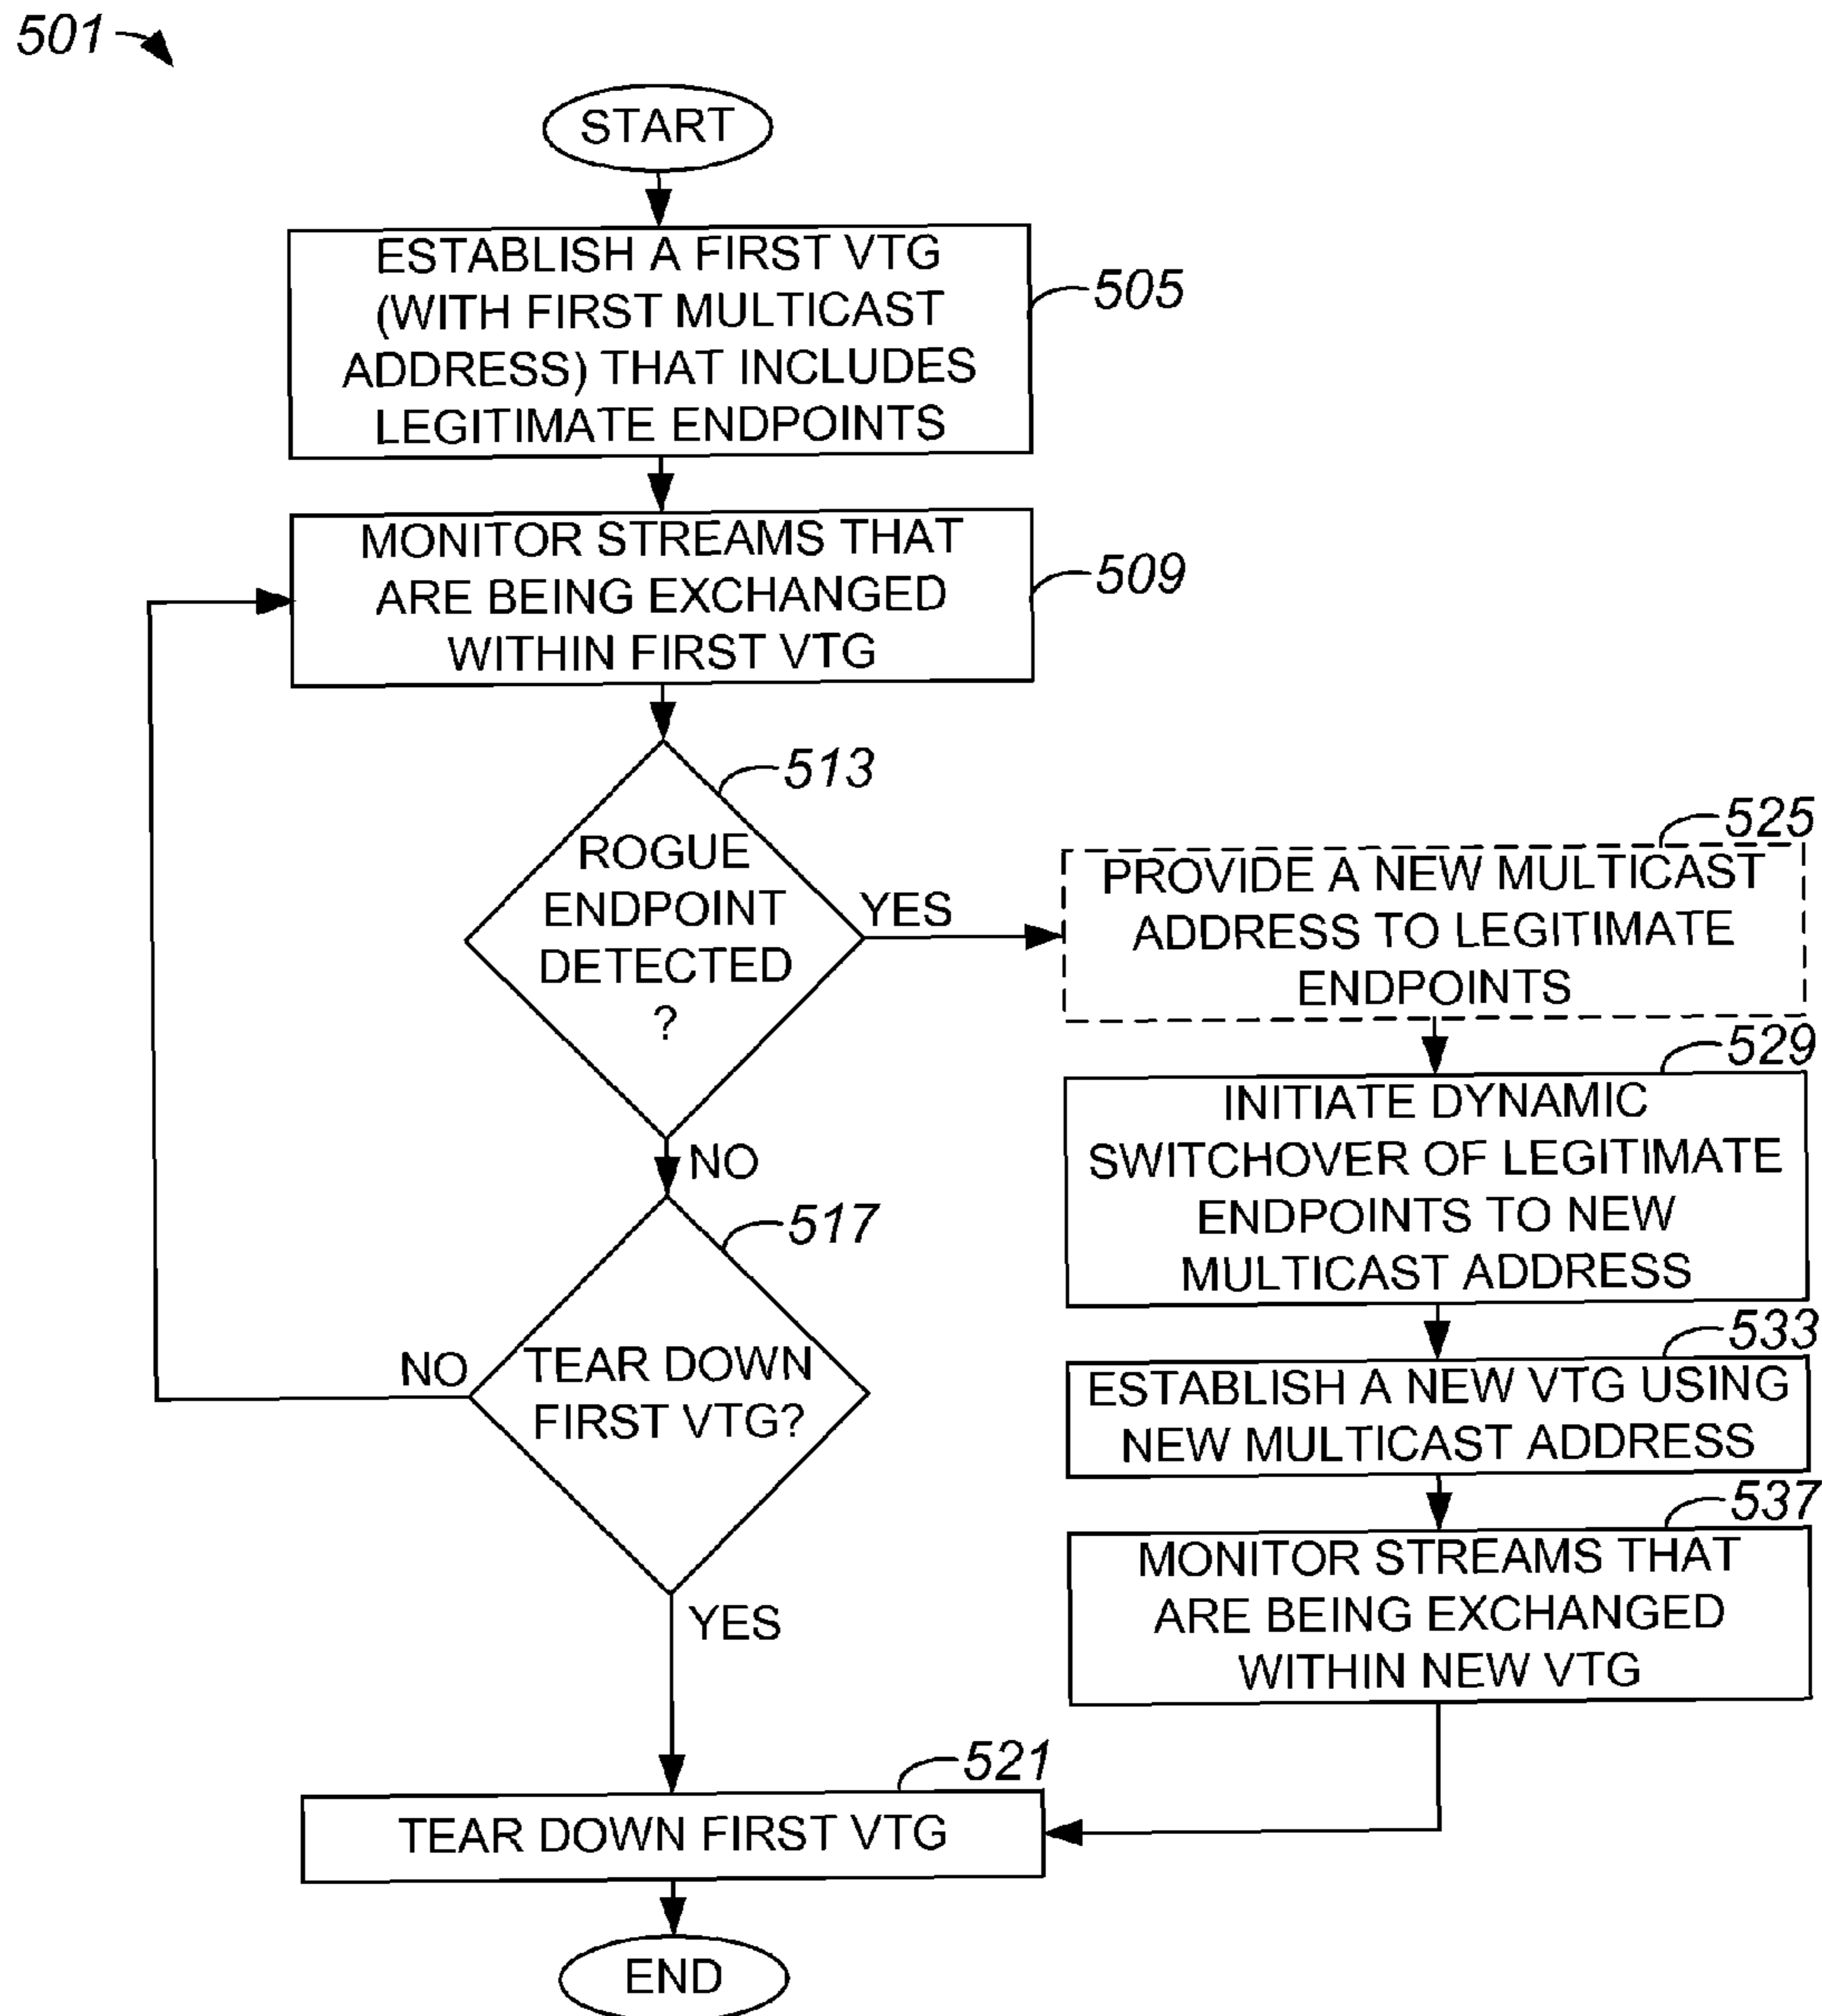 501
START
ESTABLISH A FIRST VTG
(WITH FIRST MULTICAST
ADDRESS) THAT INCLUDES
LEGITIMATE ENDPOINTS
505
MONITOR STREAMS THAT
ARE BEING EXCHANGED
WITHIN FIRST VTG
509
513
ROGUE
ENDPOINT
DETECTED
?
YES
NO
525
PROVIDE A NEW MULTICAST
ADDRESS TO LEGITIMATE
ENDPOINTS
529
INITIATE DYNAMIC
SWITCHOVER OF LEGITIMATE
ENDPOINTS TO NEW
MULTICAST ADDRESS
517
NO
TEAR DOWN
FIRST VTG?
YES
533
ESTABLISH A NEW VTG USING
NEW MULTICAST ADDRESS
537
MONITOR STREAMS THAT
ARE BEING EXCHANGED
WITHIN NEW VTG
521
TEAR DOWN FIRST VTG
END